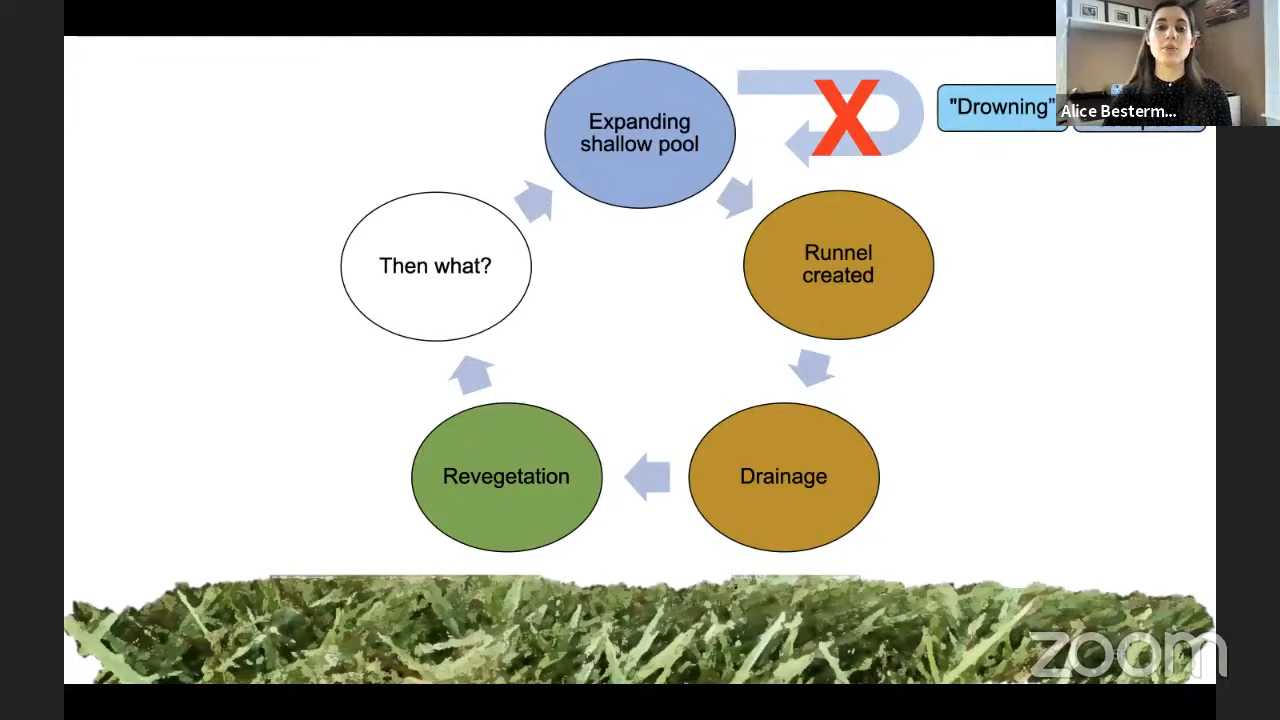 Expanding
shallow pool
"Drowning"
Alice Besterm...
Then what?
Runnel
created
Revegetation
Drainage
zoom